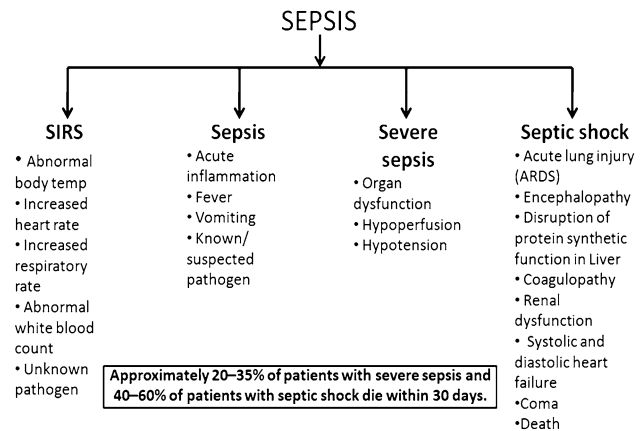 SEPSIS
SIRS
• Abnormal
body temp
• Increased
heart rate
• Increased
respiratory
rate
• Abnormal
white blood
count
• Unknown
pathogen
Sepsis
• Acute
inflammation
• Fever
• Vomiting
• Known/
suspected
pathogen
Severe
sepsis
• Organ
dysfunction
• Hypoperfusion
• Hypotension
Septic shock
• Acute lung injury
(ARDS)
• Encephalopathy
• Disruption of
protein synthetic
function in Liver
• Coagulopathy
• Renal
dysfunction
• Systolic and
diastolic heart
failure
•Coma
•Death
Approximately 20–35% of patients with severe sepsis and
40–60% of patients with septic shock die within 30 days.